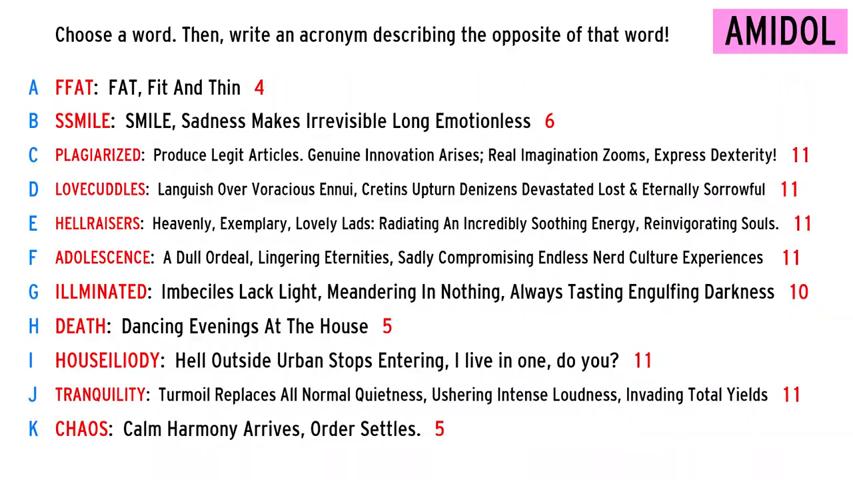 Choose a word. Then, write an acronym describing the opposite of that word!
AMIDOL
A FFAT: FAT, Fit And Thin 4
B SSMILE: SMILE, Sadness Makes Irrevisible Long Emotionless 6
C PLAGIARIZED: Produce Legit Articles. Genuine Innovation Arises; Real Imagination Zooms, Express Dexterity! 11
D LOVECUDDLES: Languish Over Voracious Ennui, Cretins Upturn Denizens Devastated Lost & Eternally Sorrowful 11
E HELLRAISERS: Heavenly, Exemplary, Lovely Lads: Radiating An Incredibly Soothing Energy, Reinvigorating Souls. 11
F ADOLESCENCE: A Dull Ordeal, Lingering Eternities, Sadly Compromising Endless Nerd Culture Experiences 11
G ILLMINATED: Imbeciles Lack Light, Meandering In Nothing, Always Tasting Engulfing Darkness 10
H DEATH: Dancing Evenings At The House 5
I HOUSEILIODY: Hell Outside Urban Stops Entering, I live in one, do you? 11
J TRANQUILITY: Turmoil Replaces All Normal Quietness, Ushering Intense Loudness, Invading Total Yields 11
K CHAOS: Calm Harmony Arrives, Order Settles. 5